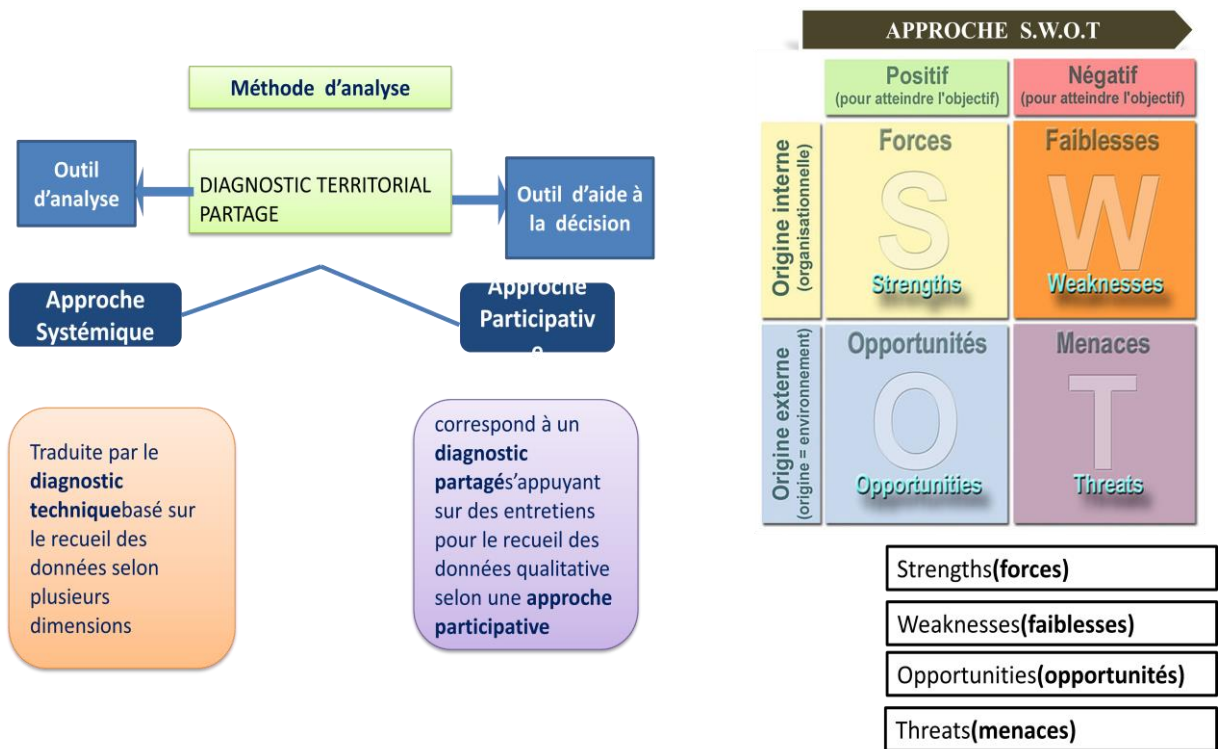 Méthode d'analyse
Outil
d'analyse
DIAGNOSTIC TERRITORIAL
PARTAGE
Outil d'aide à
la décision
Approche
Systémique
Approche
Participativ
e
Traduite par le
diagnostic
techniquebasé sur
le recueil des
données selon
plusieurs
dimensions
correspond à un
diagnostic
partagés'appuyant
sur des entretiens
pour le recueil des
données qualitative
selon une approche
participative
APPROCHE S.W.O.T
Positif
(pour atteindre l'objectif)
Négatif
(pour atteindre l'objectif)
Origine interne
(organisationnelle)
Forces
S
Strengths
Faiblesses
W
Weaknesses
Origine externe
(origine = environnement)
Opportunités
O
Opportunities
Menaces
T
Threats
Strengths(forces)
Weaknesses(faiblesses)
Opportunities(opportunités)
Threats(menaces)